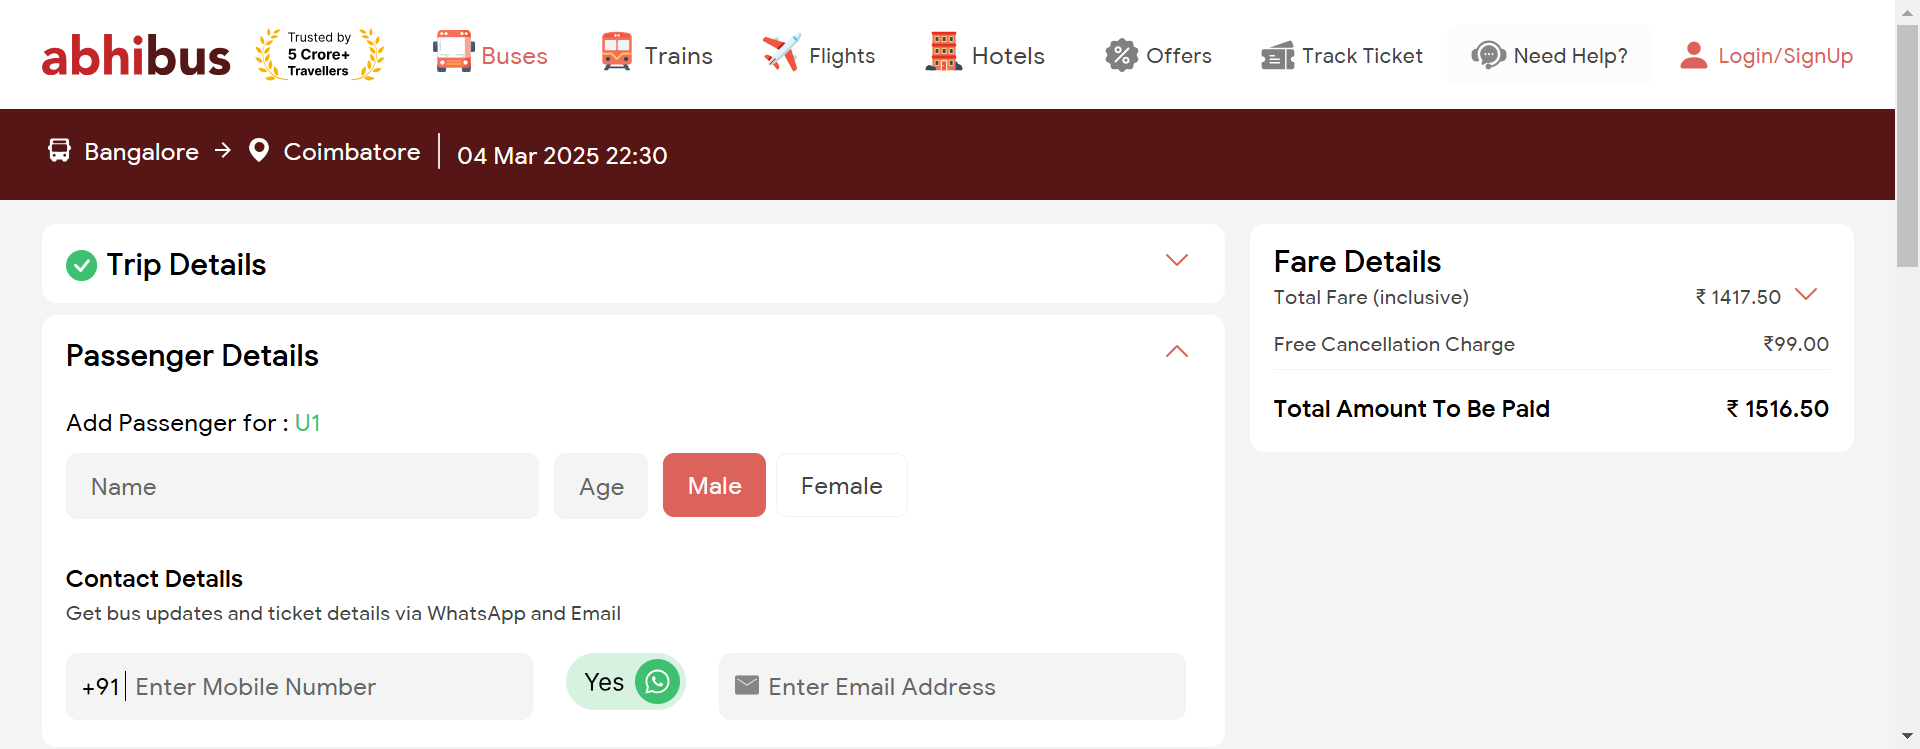 abhibus
Trusted by
5 Crore+
Travellers
Buses
Trains
Flights
Hotels
Offers
Track Ticket
Need Help?
Login/SignUp
Bangalore → Coimbatore 04 Mar 2025 22:30
Trip Details
Passenger Details
Add Passenger for : U1
Name
Age
Male
Female
Contact Details
Get bus updates and ticket details via WhatsApp and Email
+91 Enter Mobile Number
Yes
Enter Email Address
Fare Details
Total Fare (inclusive) ₹ 1417.50
Free Cancellation Charge ₹99.00
Total Amount To Be Paid ₹ 1516.50